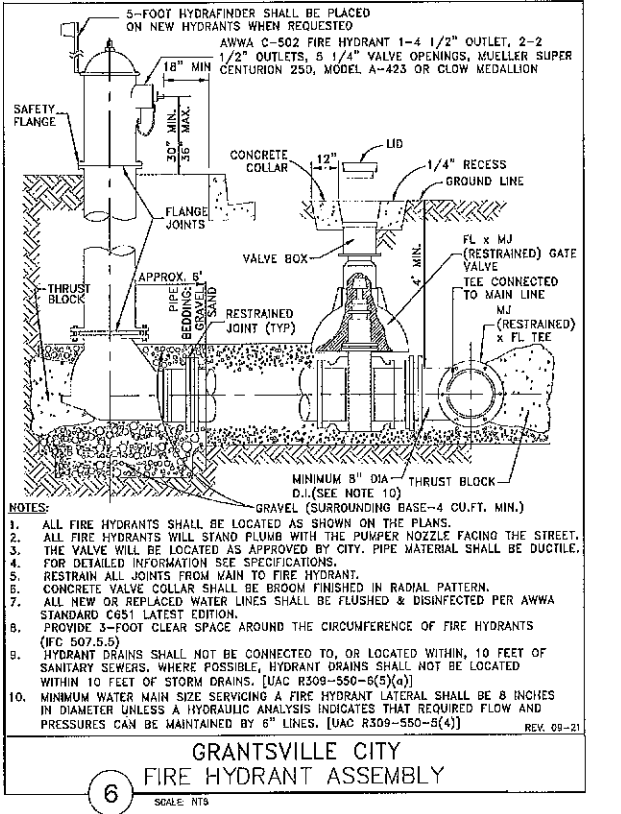 5-FOOT HYDRAFINDER SHALL BE PLACED
ON NEW HYDRANTS WHEN REQUESTED
AWWA C-502 FIRE HYDRANT 1-4 1/2" OUTLET, 2-2
1/2" OUTLETS, 5 1/4" VALVE OPENINGS, MUELLER SUPER
CENTURION 250, MODEL A-423 OR CLOW MEDALLION
18" MIN
SAFETY
FLANGE
30" MIN.
36" MAX.
CONCRETE
COLLAR
12"
LID
1/4" RECESS
GROUND LINE
FLANGE
JOINTS
VALVE BOX
4' MIN.
FL x MJ
(RESTRAINED) GATE
VALVE
TEE CONNECTED
TO MAIN LINE
MJ
(RESTRAINED)
x FL TEE
THRUST
BLOCK
APPROX. 6'
PIPE
BEDDING:
GRAVEL
SAND
RESTRAINED
JOINT (TYP)
MINIMUM 8" DIA
D.I.(SEE NOTE 10)
THRUST BLOCK
GRAVEL (SURROUNDING BASE-4 CU.FT. MIN.)
NOTES:
1. ALL FIRE HYDRANTS SHALL BE LOCATED AS SHOWN ON THE PLANS.
2. ALL FIRE HYDRANTS WILL STAND PLUMB WITH THE PUMPER NOZZLE FACING THE STREET.
3. THE VALVE WILL BE LOCATED AS APPROVED BY CITY. PIPE MATERIAL SHALL BE DUCTILE.
4. FOR DETAILED INFORMATION SEE SPECIFICATIONS.
5. RESTRAIN ALL JOINTS FROM MAIN TO FIRE HYDRANT.
6. CONCRETE VALVE COLLAR SHALL BE BROOM FINISHED IN RADIAL PATTERN.
7. ALL NEW OR REPLACED WATER LINES SHALL BE FLUSHED & DISINFECTED PER AWWA
STANDARD C651 LATEST EDITION.
8. PROVIDE 3-FOOT CLEAR SPACE AROUND THE CIRCUMFERENCE OF FIRE HYDRANTS
(IFC 507.5.5)
9. HYDRANT DRAINS SHALL NOT BE CONNECTED TO, OR LOCATED WITHIN, 10 FEET OF
SANITARY SEWERS. WHERE POSSIBLE, HYDRANT DRAINS SHALL NOT BE LOCATED
WITHIN 10 FEET OF STORM DRAINS. [UAC R309-550-6(5)(a)]
10. MINIMUM WATER MAIN SIZE SERVICING A FIRE HYDRANT LATERAL SHALL BE 8 INCHES
IN DIAMETER UNLESS A HYDRAULIC ANALYSIS INDICATES THAT REQUIRED FLOW AND
PRESSURES CAN BE MAINTAINED BY 6" LINES. [UAC R309-550-5(4)]
REV. 09-21
GRANTSVILLE CITY
6 FIRE HYDRANT ASSEMBLY
SCALE: NTS